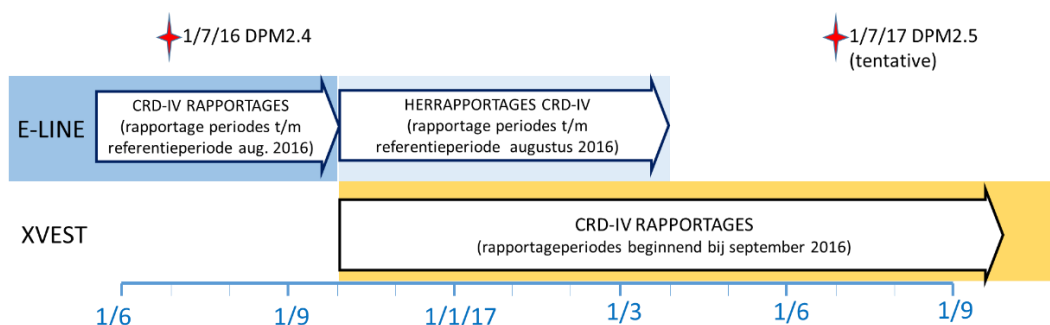 1/7/16 DPM2.4
1/7/17 DPM2.5
(tentative)
E-LINE
CRD-IV RAPPORTAGES
(rapportage periodes t/m
referentieperiode aug. 2016)
HERRAPPORTAGES CRD-IV
(rapportage periodes t/m
referentieperiode augustus 2016)
XVEST
CRD-IV RAPPORTAGES
(rapportageperiodes beginnend bij september 2016)
1/6 1/9 1/1/17 1/3 1/6 1/9